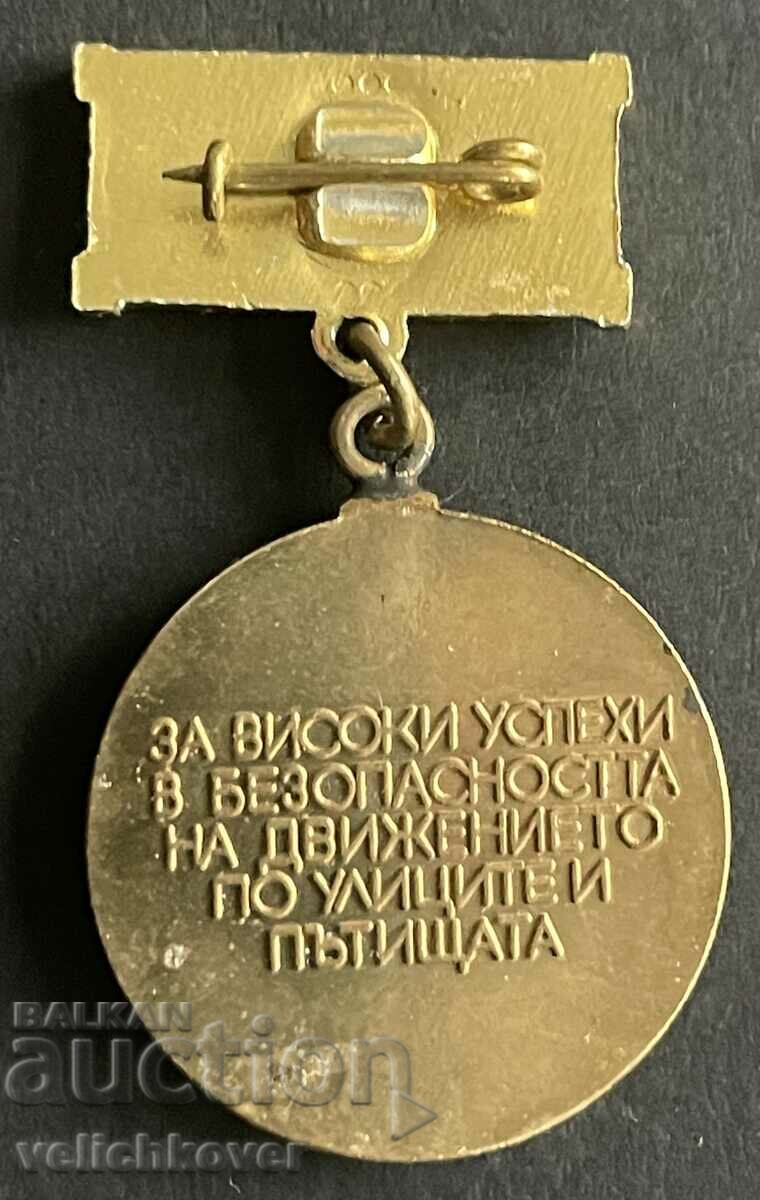 ЗА ВИСОКИ УСПЕХИ
В БЕЗОПАСНОСТТА
НА ДВИЖЕНИЕТО
ПО УЛИЦИТЕ И
ПЪТИЩАТА
BALKAN
auction
velichkover